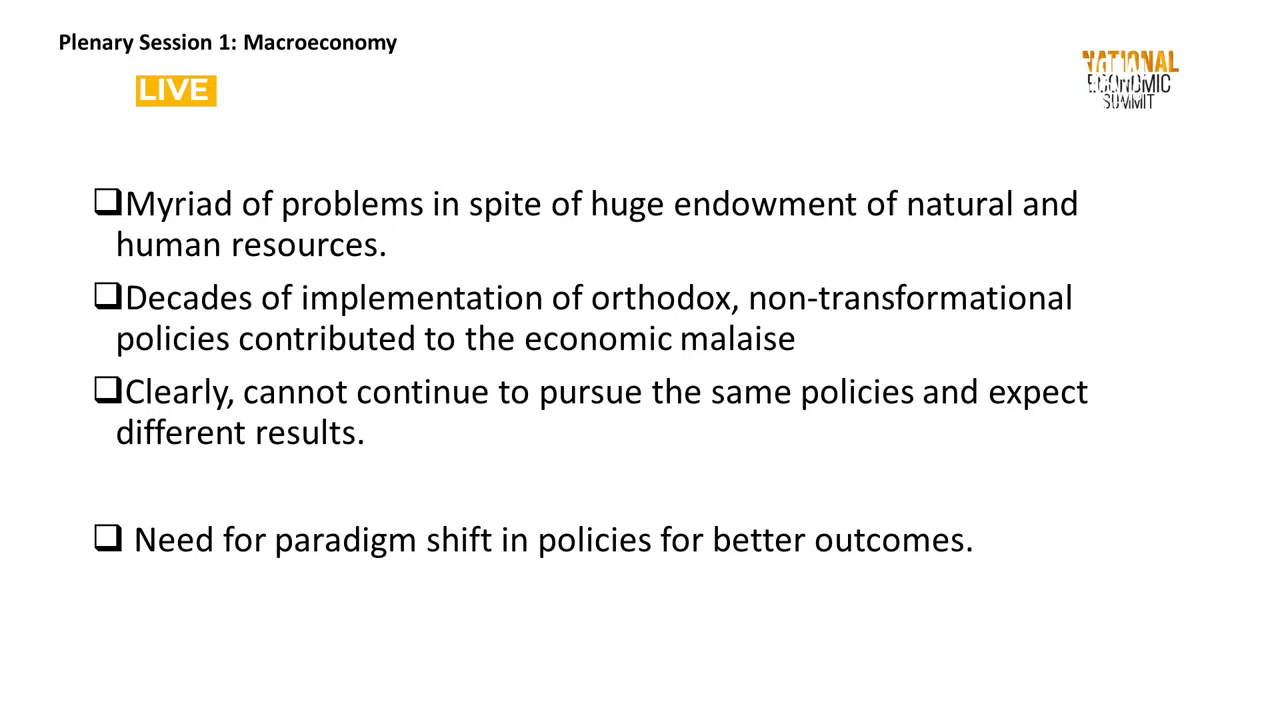 Plenary Session 1: Macroeconomy
LIVE
NATIONAL
ECONOMIC
SUMMIT
Myriad of problems in spite of huge endowment of natural and
human resources.
Decades of implementation of orthodox, non-transformational
policies contributed to the economic malaise
Clearly, cannot continue to pursue the same policies and expect
different results.
Need for paradigm shift in policies for better outcomes.